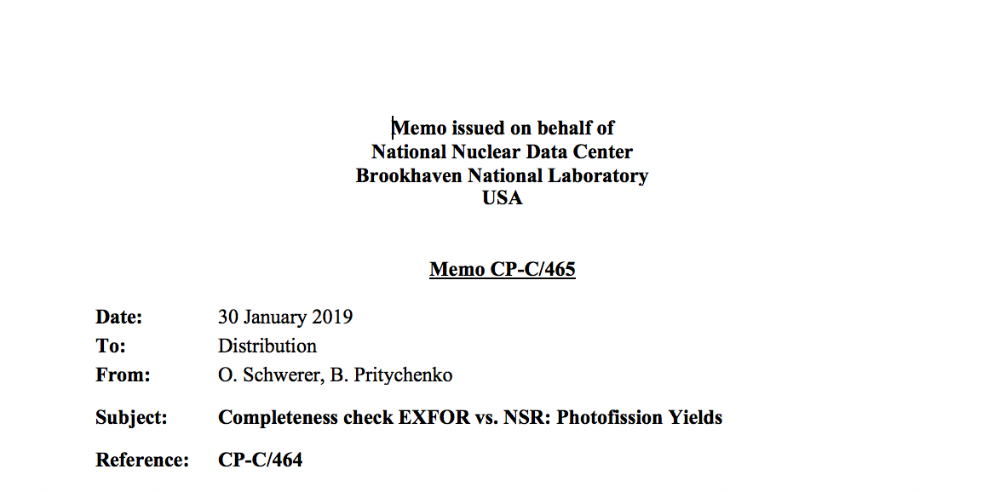 Memo issued on behalf of
National Nuclear Data Center
Brookhaven National Laboratory
USA
Memo CP-C/465
Date: 30 January 2019
To: Distribution
From: O. Schwerer, B. Pritychenko
Subject: Completeness check EXFOR vs. NSR: Photofission Yields
Reference: CP-C/464